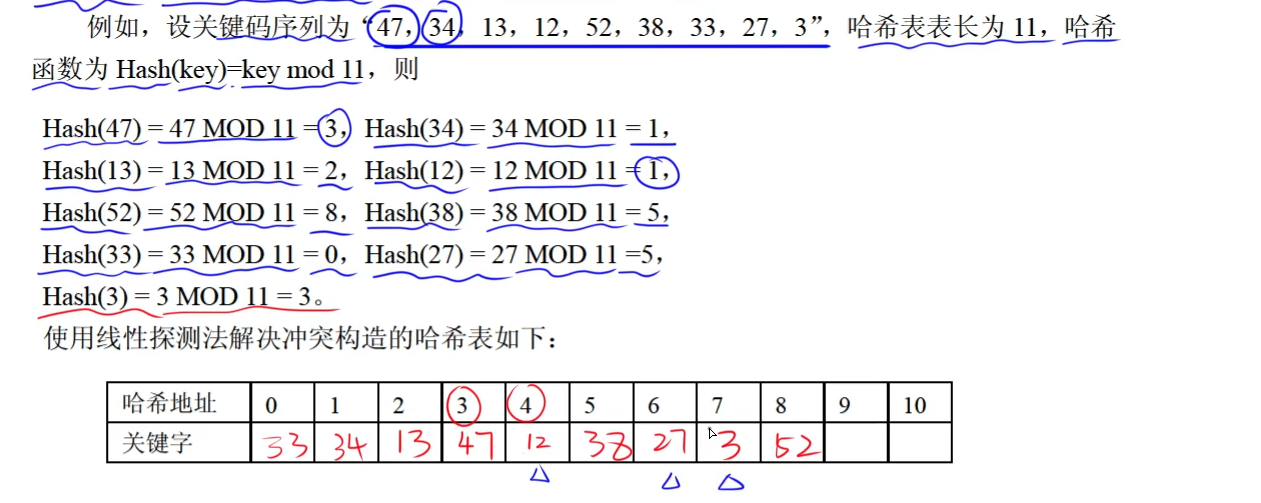 例如，设关键码序列为“47，34，13，12，52，38，33，27，3”，哈希表表长为 11，哈希
函数为 Hash(key)=key mod 11，则
Hash(47) = 47 MOD 11 = 3，Hash(34) = 34 MOD 11 = 1，
Hash(13) = 13 MOD 11 = 2，Hash(12) = 12 MOD 11 = 1，
Hash(52) = 52 MOD 11 = 8，Hash(38) = 38 MOD 11 = 5，
Hash(33) = 33 MOD 11 = 0，Hash(27) = 27 MOD 11 =5，
Hash(3) = 3 MOD 11 = 3。
使用线性探测法解决冲突构造的哈希表如下：
哈希地址 0 1 2 3 4 5 6 7 8 9 10
关键字 33 34 13 47 12 38 27 3 52